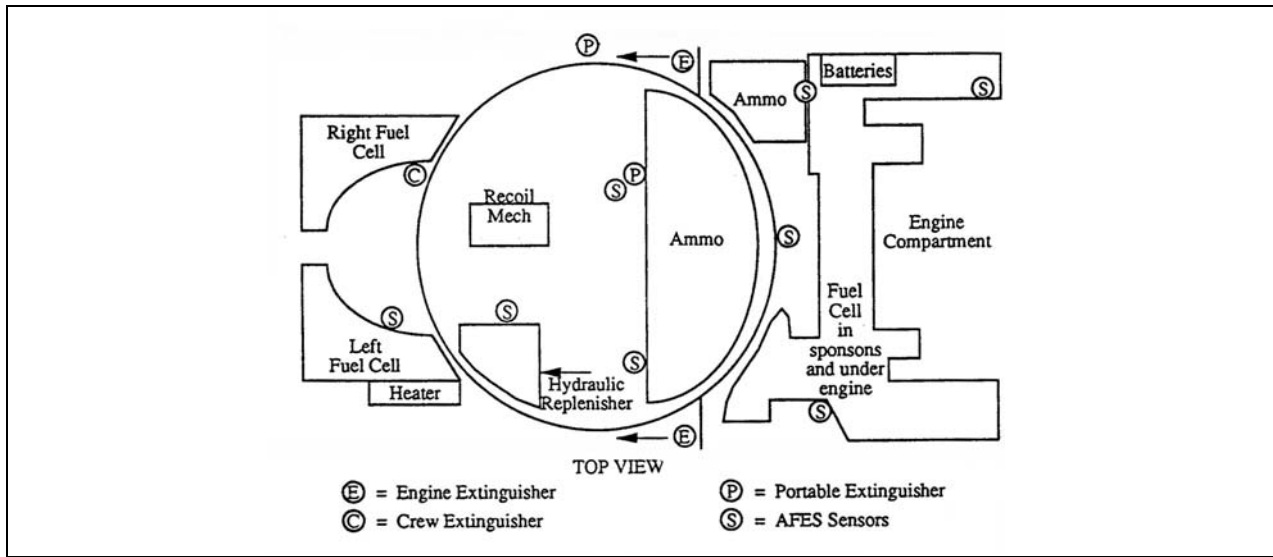 P
E
Batteries
S
Ammo
S
Right Fuel
Cell
C
P
S
Recoil
Mech
Ammo
S
Engine
Compartment
S
S
Left
Fuel Cell
Heater
S
Hydraulic
Replenisher
Fuel
Cell
in
sponsons
and under
engine
S
E
TOP VIEW
E = Engine Extinguisher
P = Portable Extinguisher
C = Crew Extinguisher
S = AFES Sensors